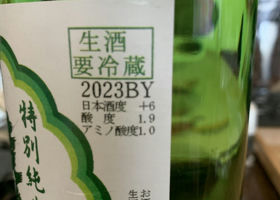 生酒
要冷蔵
2023BY
日本酒度 +6
酸度 1.9
アミノ酸度 1.0
特別純